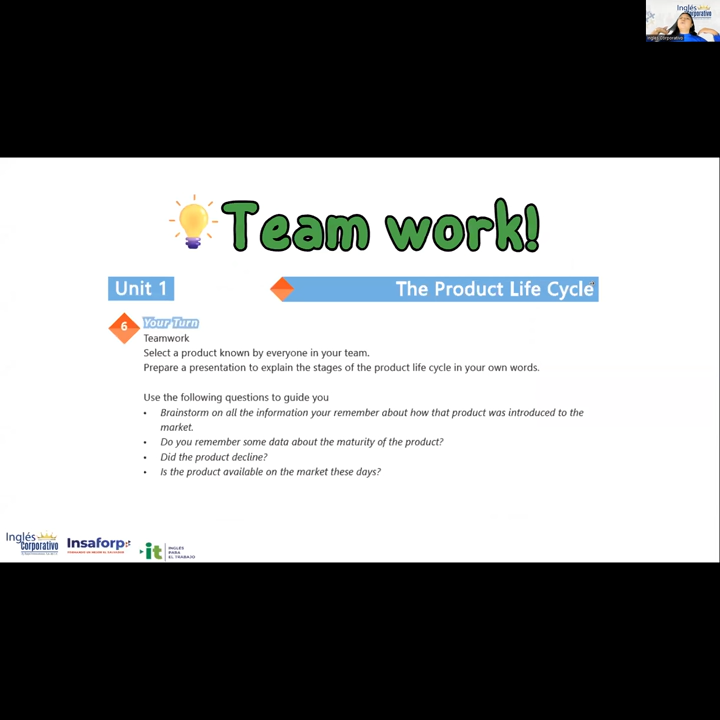 Inglés
Corporativo
Inglés Corporativo
Team work!
Unit 1
The Product Life Cycle
6
Your Turn
Teamwork
Select a product known by everyone in your team.
Prepare a presentation to explain the stages of the product life cycle in your own words.
Use the following questions to guide you
• Brainstorm on all the information your remember about how that product was introduced to the
market.
• Do you remember some data about the maturity of the product?
• Did the product decline?
• Is the product available on the market these days?
Inglés
Corporativo
Insaforp
it
INGLÉS
PARA
EL TRABAJO